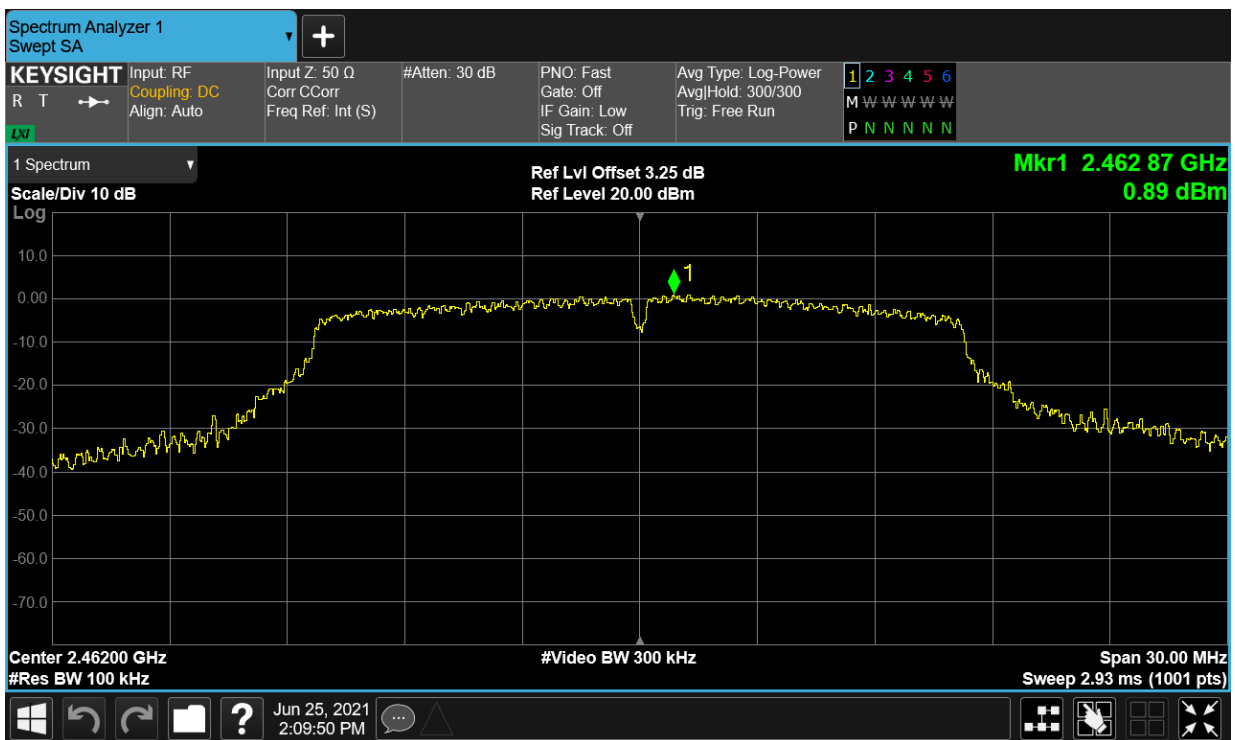 Spectrum Analyzer 1
Swept SA
KEYSIGHT
R T
LXI
Input: RF
Coupling: DC
Align: Auto
Input Z: 50 Ω
Corr CCorr
Freq Ref: Int (S)
#Atten: 30 dB
PNO: Fast
Gate: Off
IF Gain: Low
Sig Track: Off
Avg Type: Log-Power
Avg|Hold: 300/300
Trig: Free Run
1 2 3 4 5 6
M W W W W W
P N N N N N
1 Spectrum
Scale/Div 10 dB
Ref Lvl Offset 3.25 dB
Ref Level 20.00 dBm
Mkr1 2.462 87 GHz
0.89 dBm
Log
10.0
0.00
-10.0
-20.0
-30.0
-40.0
-50.0
-60.0
-70.0
1
Center 2.46200 GHz
#Res BW 100 kHz
#Video BW 300 kHz
Span 30.00 MHz
Sweep 2.93 ms (1001 pts)
?
Jun 25, 2021
2:09:50 PM